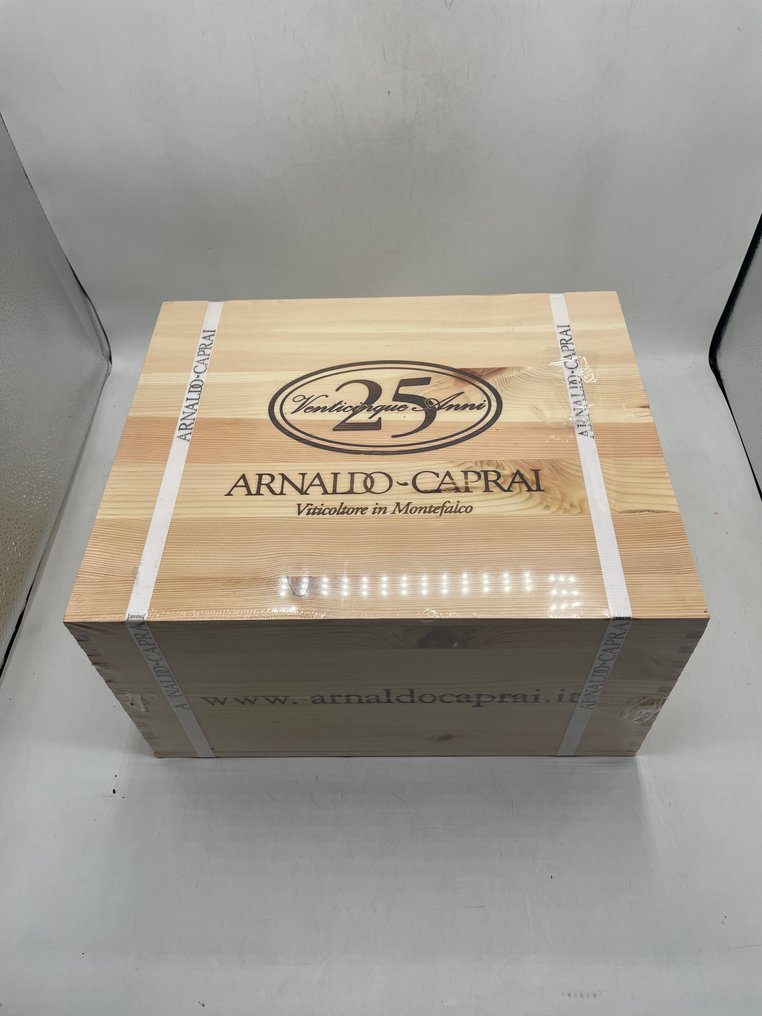 25
Venticinque Anni
ARNALDO-CAPRAI
Viticoltore in Montefalco
ARNALDO-CAPRAI
ARNALDO-CAPRAI
ARNALDO-CAPRAI
ARNALDO-CAPRAI
www.arnaldocaprai.it